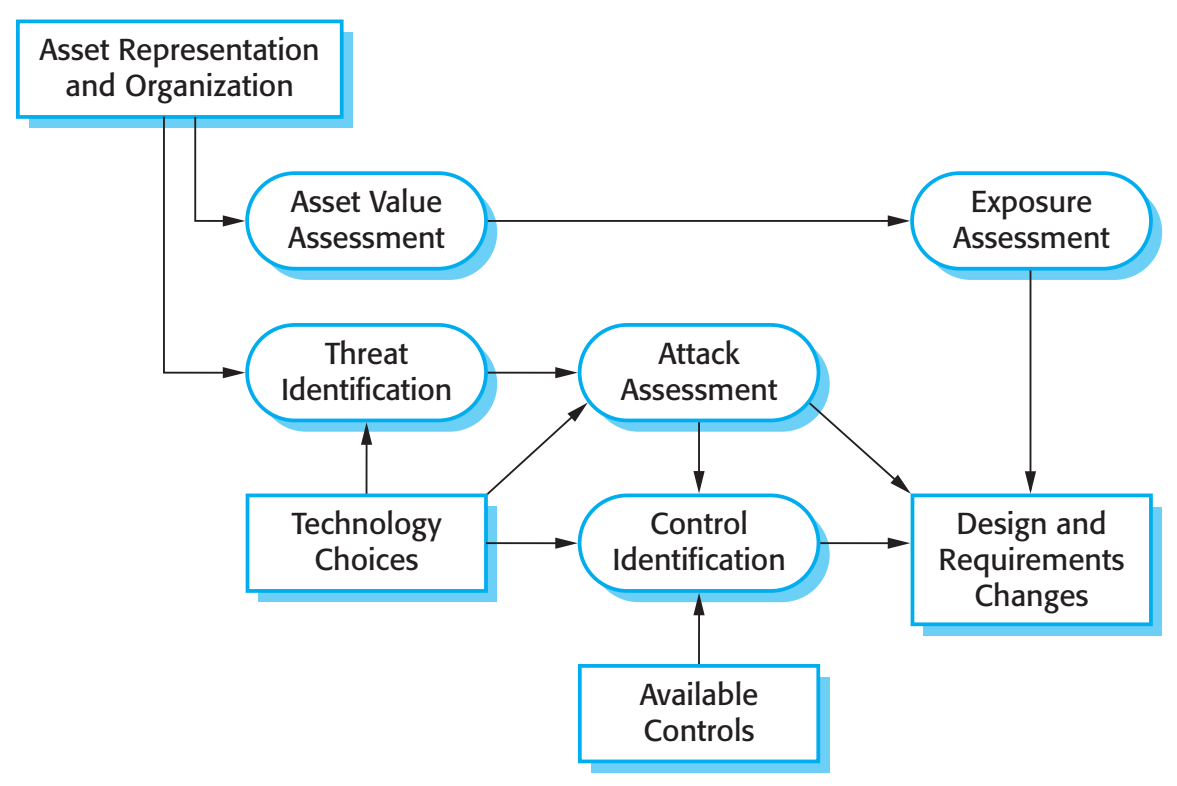 Asset Representation
and Organization
Asset Value
Assessment
Exposure
Assessment
Threat
Identification
Attack
Assessment
Technology
Choices
Control
Identification
Design and
Requirements
Changes
Available
Controls